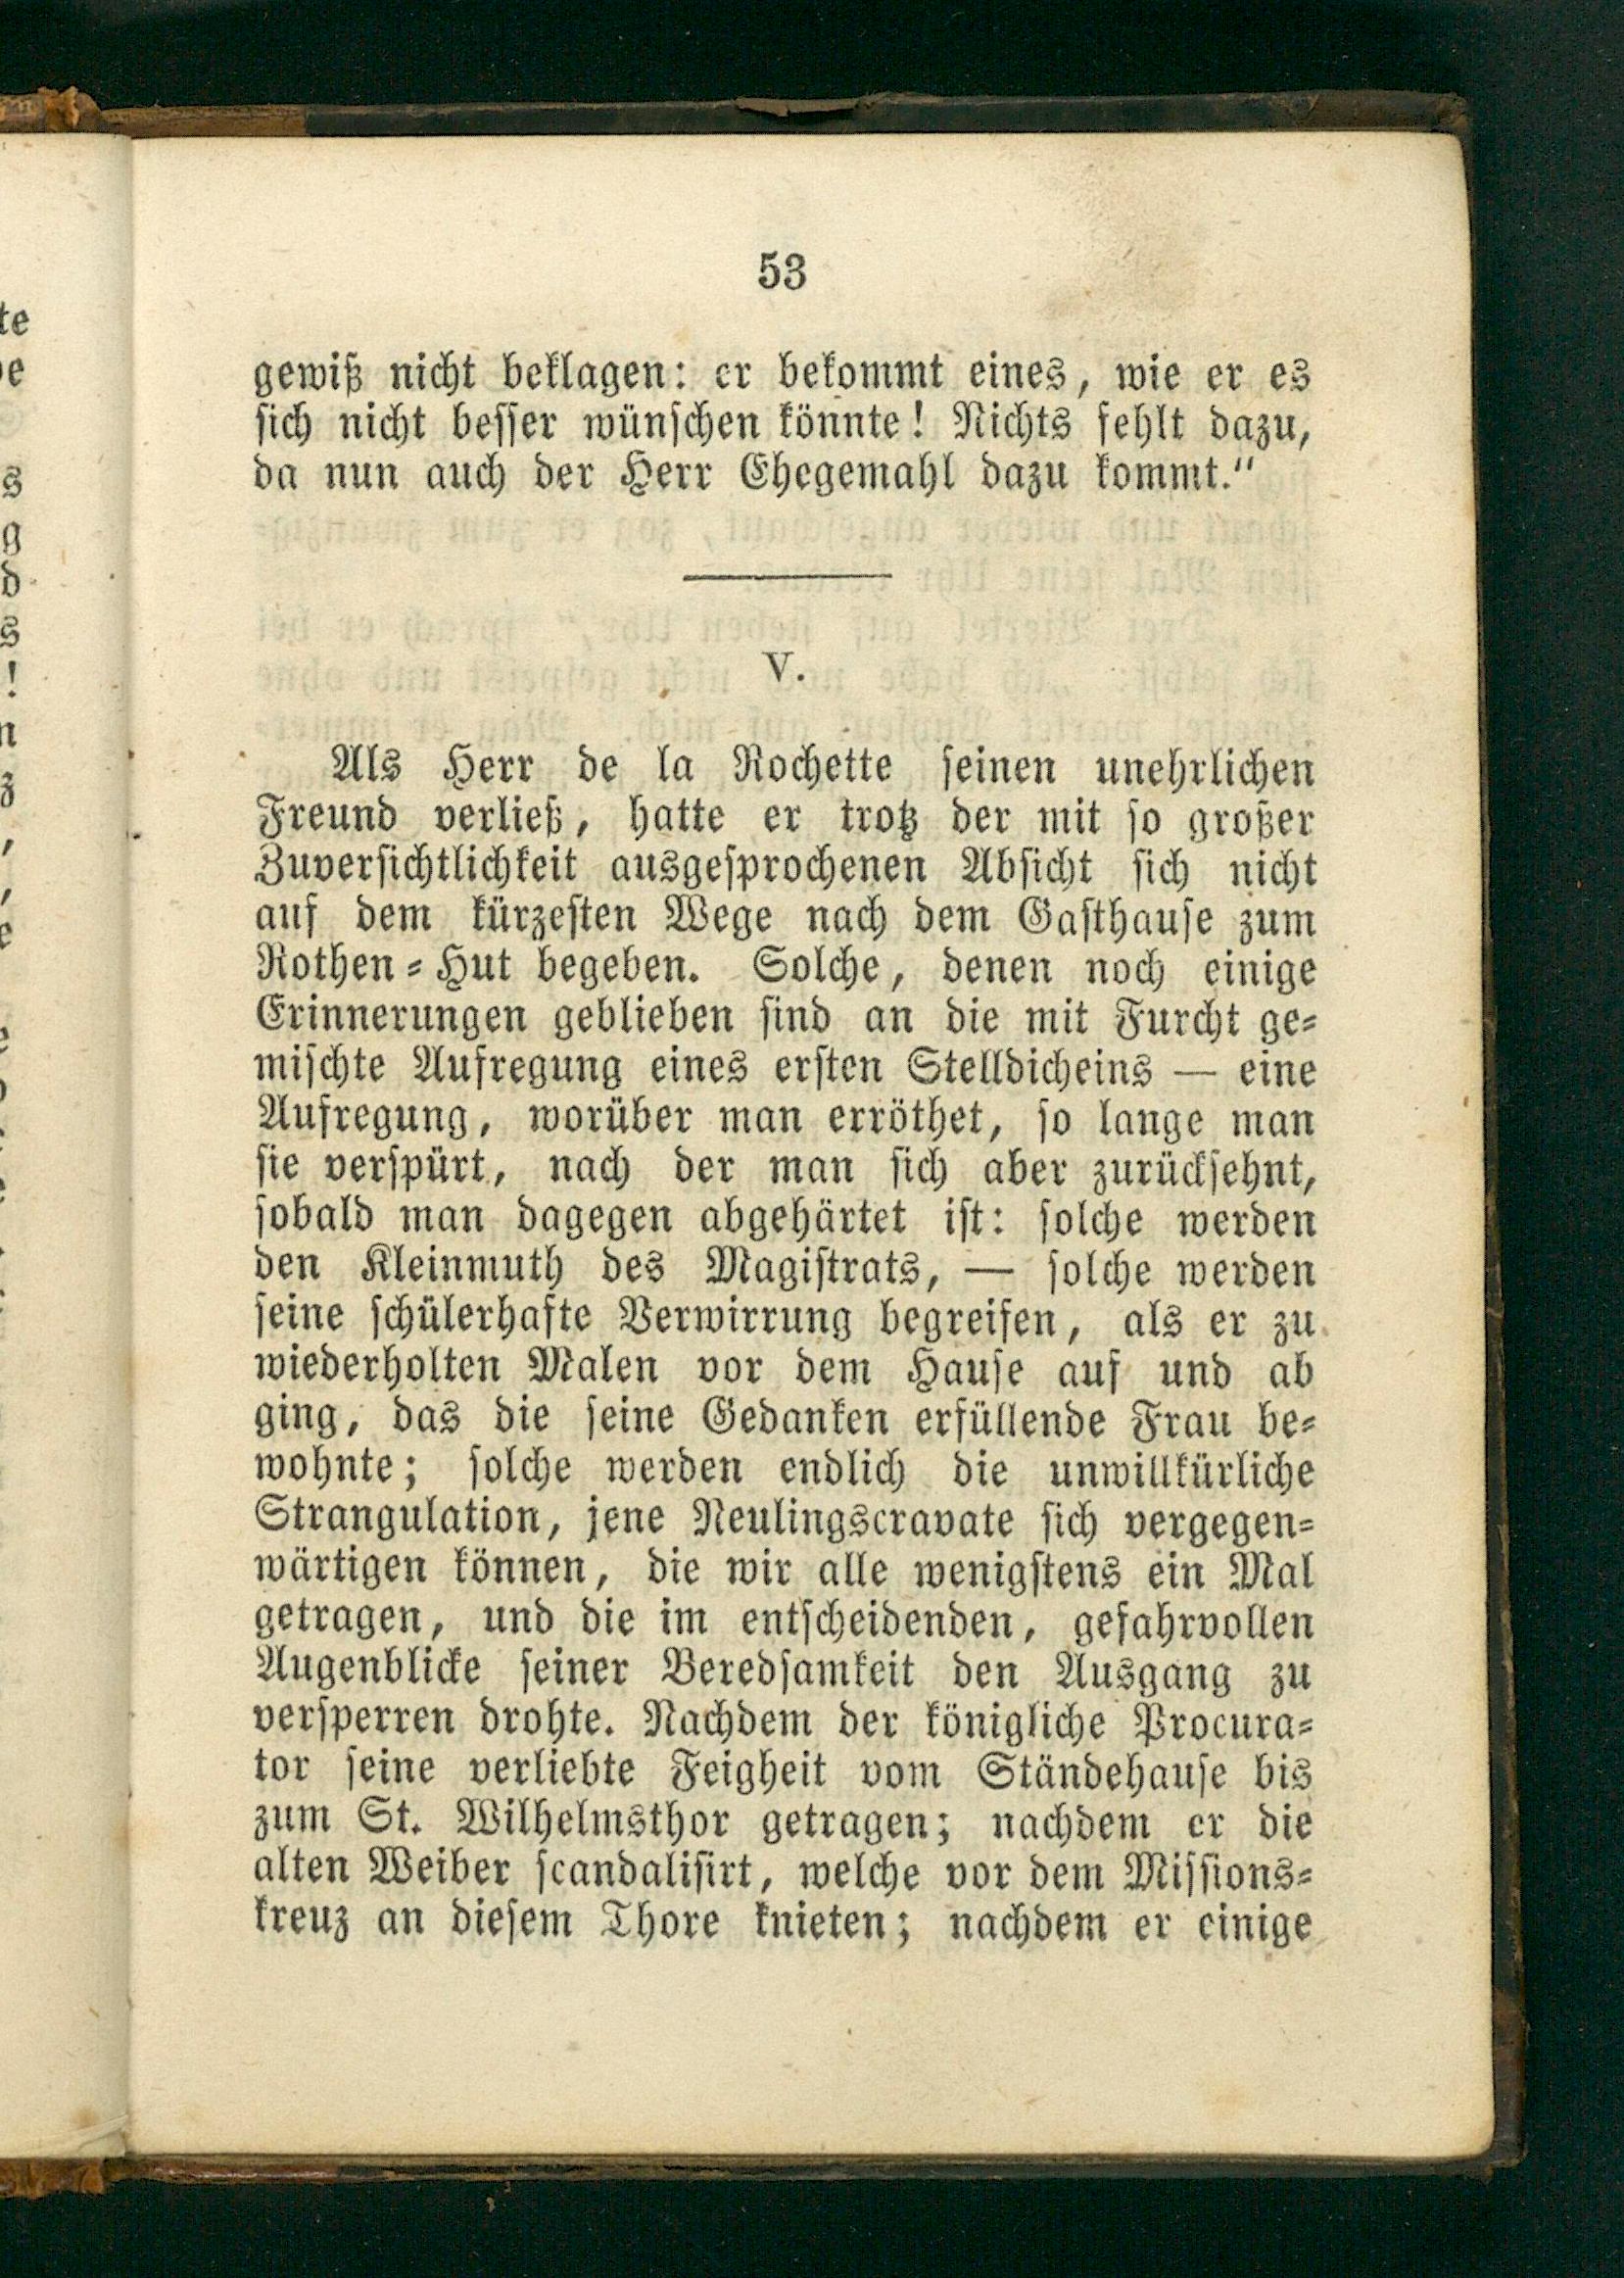 53
gewiß nicht beklagen: er bekommt eines, wie er es
sich nicht besser wünschen könnte! Nichts fehlt dazu,
da nun auch der Herr Ehegemahl dazu kommt."
V.
Als Herr de la Rochette seinen unehrlichen
Freund verließ, hatte er trotz der mit so großer
Zuversichtlichkeit ausgesprochenen Absicht sich nicht
auf dem kürzesten Wege nach dem Gasthause zum
Rothen-Hut begeben. Solche, denen noch einige
Erinnerungen geblieben sind an die mit Furcht ge-
mischte Aufregung eines ersten Stelldicheins — eine
Aufregung, worüber man erröthet, so lange man
sie verspürt, nach der man sich aber zurücksehnt,
sobald man dagegen abgehärtet ist: solche werden
den Kleinmuth des Magistrats, — solche werden
seine schülerhafte Verwirrung begreifen, als er zu
wiederholten Malen vor dem Hause auf und ab
ging, das die seine Gedanken erfüllende Frau be-
wohnte; solche werden endlich die unwillkürliche
Strangulation, jene Neulingscravate sich vergegen-
wärtigen können, die wir alle wenigstens ein Mal
getragen, und die im entscheidenden, gefahrvollen
Augenblicke seiner Beredsamkeit den Ausgang zu
versperren drohte. Nachdem der königliche Procura-
tor seine verliebte Feigheit vom Ständehause bis
zum St. Wilhelmsthor getragen; nachdem er die
alten Weiber scandalisirt, welche vor dem Missions-
kreuz an diesem Thore knieten; nachdem er einige